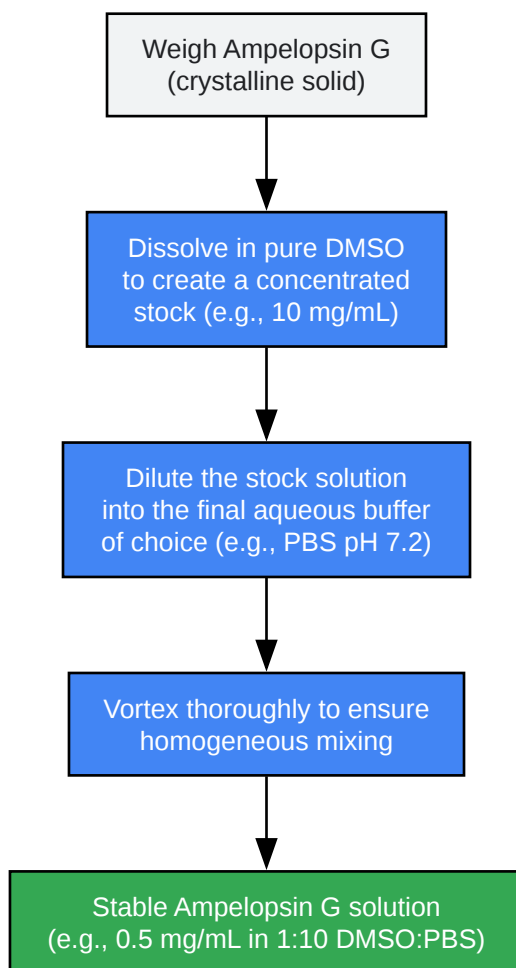 Weigh Ampelopsin G
(crystalline solid)
Dissolve in pure DMSO
to create a concentrated
stock (e.g., 10 mg/mL)
Dilute the stock solution
into the final aqueous buffer
of choice (e.g., PBS pH 7.2)
Vortex thoroughly to ensure
homogeneous mixing
Stable Ampelopsin G solution
(e.g., 0.5 mg/mL in 1:10 DMSO:PBS)